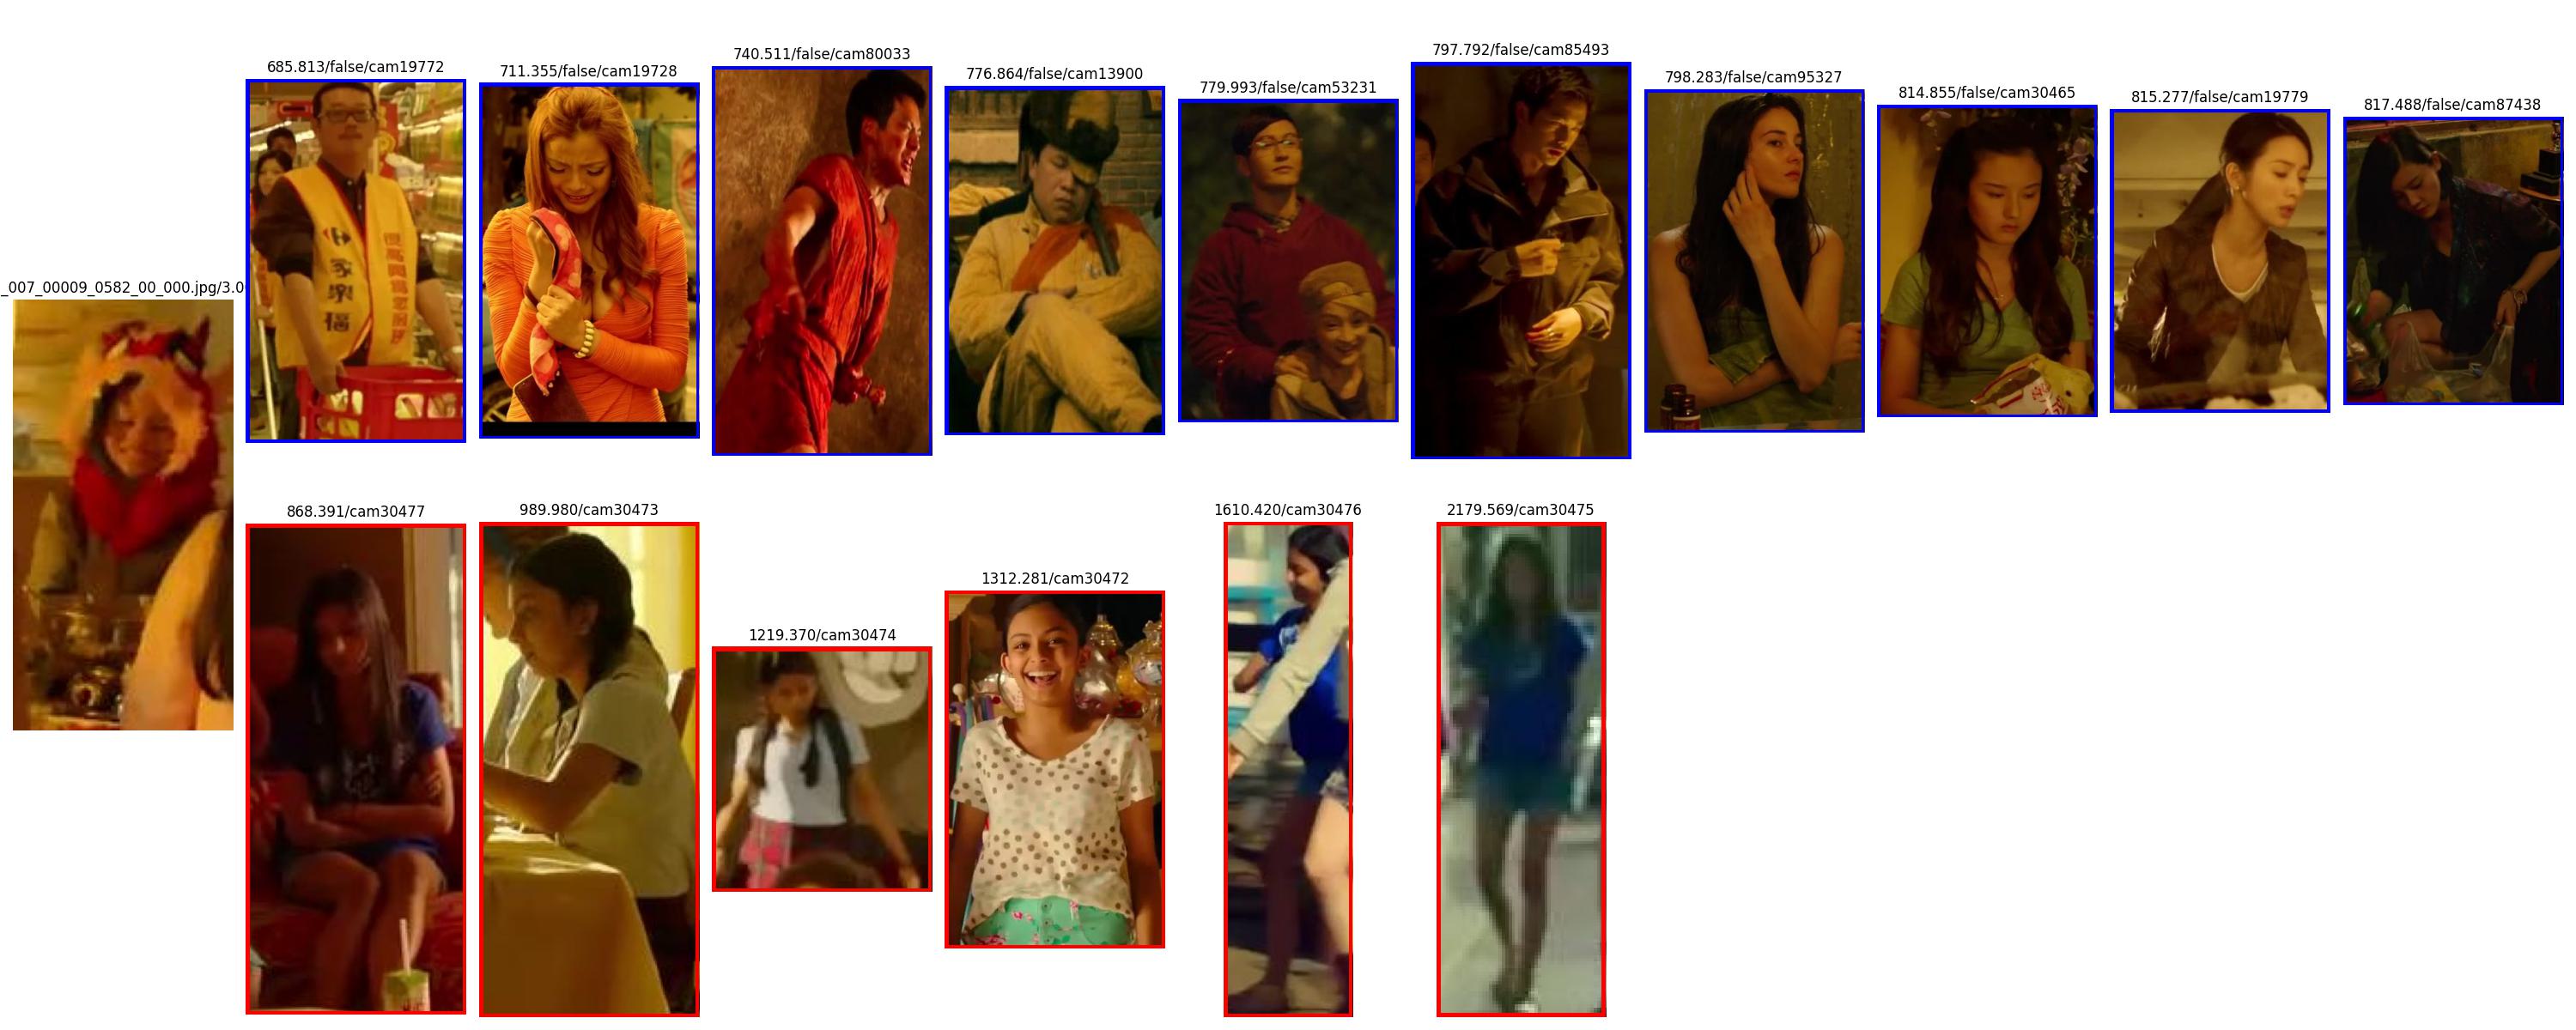 685.813/false/cam19772
711.355/false/cam19728
740.511/false/cam80033
776.864/false/cam13900
779.993/false/cam53231
797.792/false/cam85493
798.283/false/cam95327
814.855/false/cam30465
815.277/false/cam19779
817.488/false/cam87438
_007_00009_0582_00_000.jpg/3.0
家樂福
868.391/cam30477
989.980/cam30473
1219.370/cam30474
1312.281/cam30472
1610.420/cam30476
2179.569/cam30475